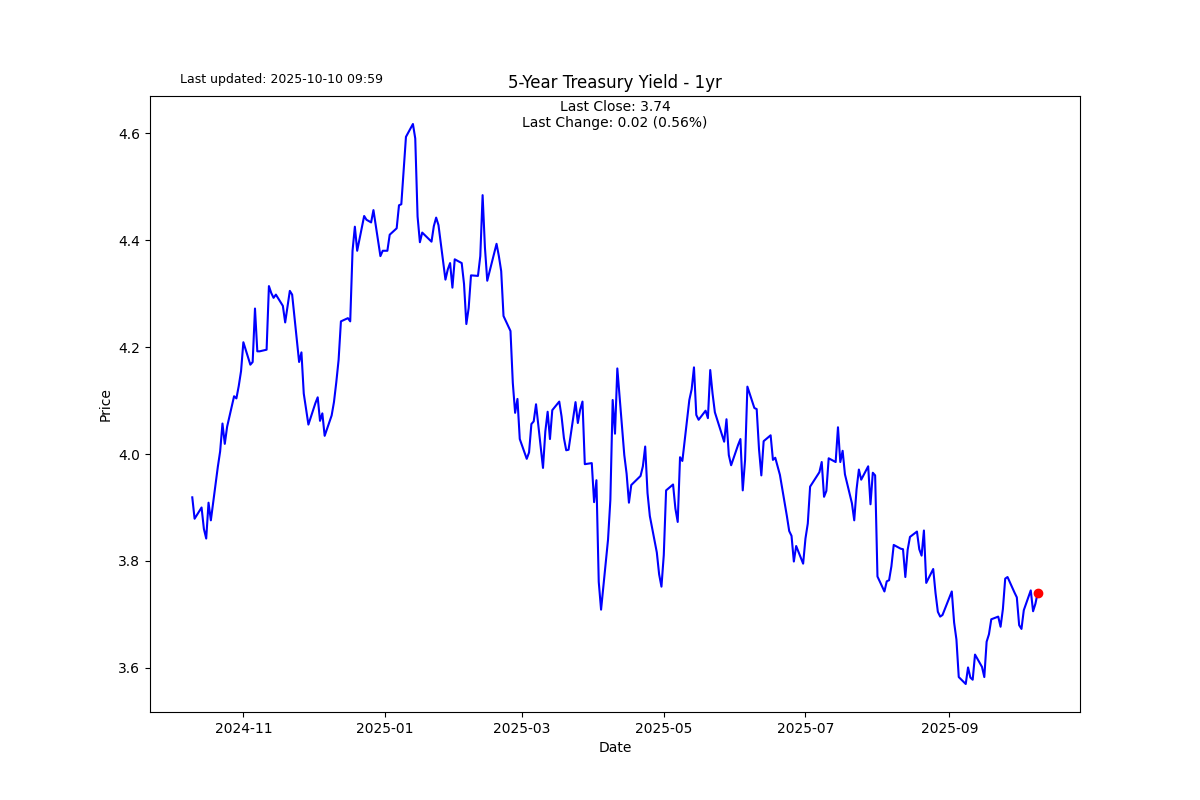 Last updated: 2025-10-10 09:59
5-Year Treasury Yield - 1yr
Last Close: 3.74
Last Change: 0.02 (0.56%)
Price
4.6
4.4
4.2
4.0
3.8
3.6
2024-11
2025-01
2025-03
2025-05
2025-07
2025-09
Date